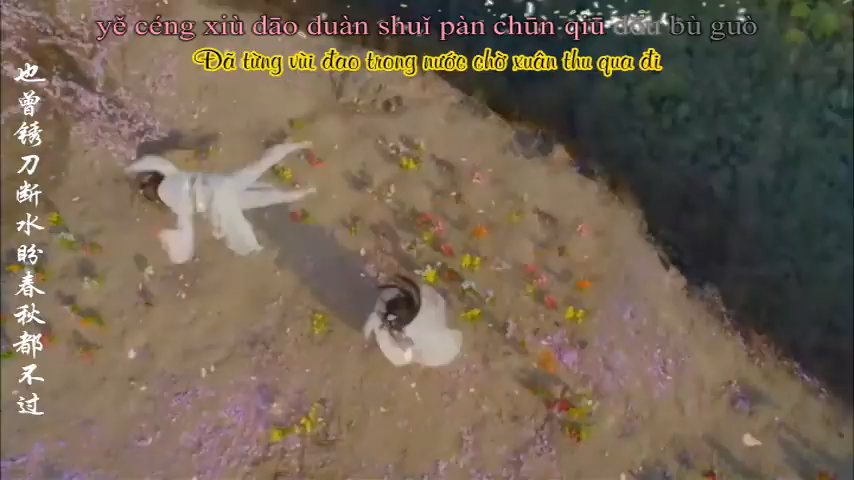 yě céng xiù dāo duàn shuǐ pàn chūn qiū dōu bù guò
Đã từng vùi đao trong nước chờ xuân thu qua đi
也曾锈刀断水盼春秋都不过